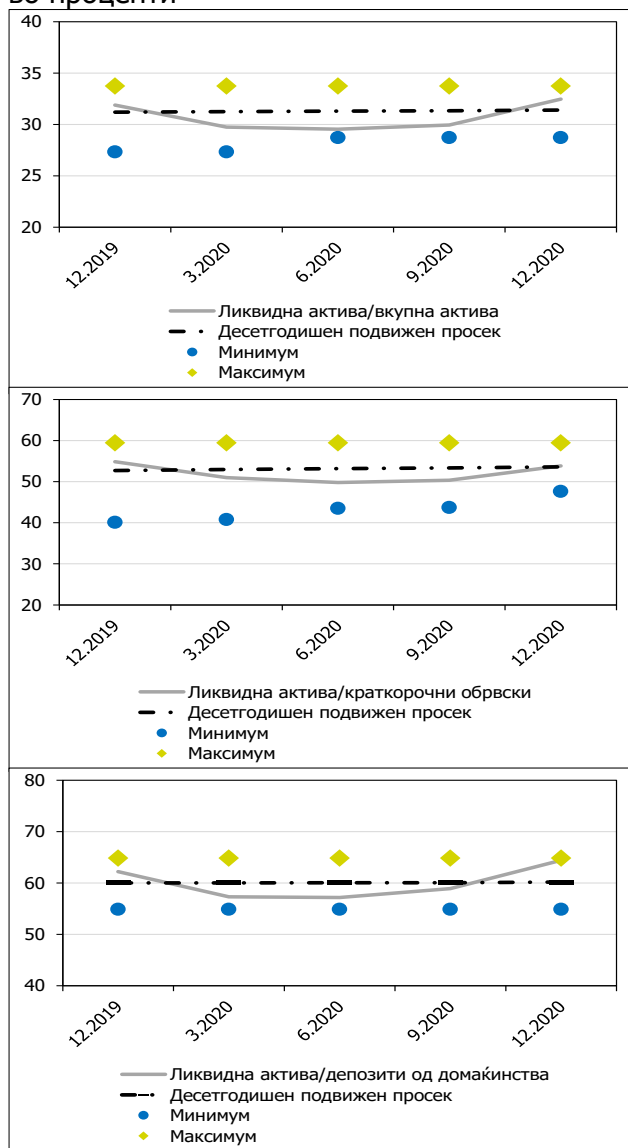 во проценти
40
35
30
25
20
12.2019
3.2020
6.2020
9.2020
12.2020
Ликвидна актива/вкупна актива
Десетгодишен подвижен просек
Минимум
Максимум
70
60
50
40
30
20
12.2019
3.2020
6.2020
9.2020
12.2020
Ликвидна актива/краткорочни обрвски
Десетгодишен подвижен просек
Минимум
Максимум
80
70
60
50
40
12.2019
3.2020
6.2020
9.2020
12.2020
Ликвидна актива/депозити од домаќинства
Десетгодишен подвижен просек
Минимум
Максимум